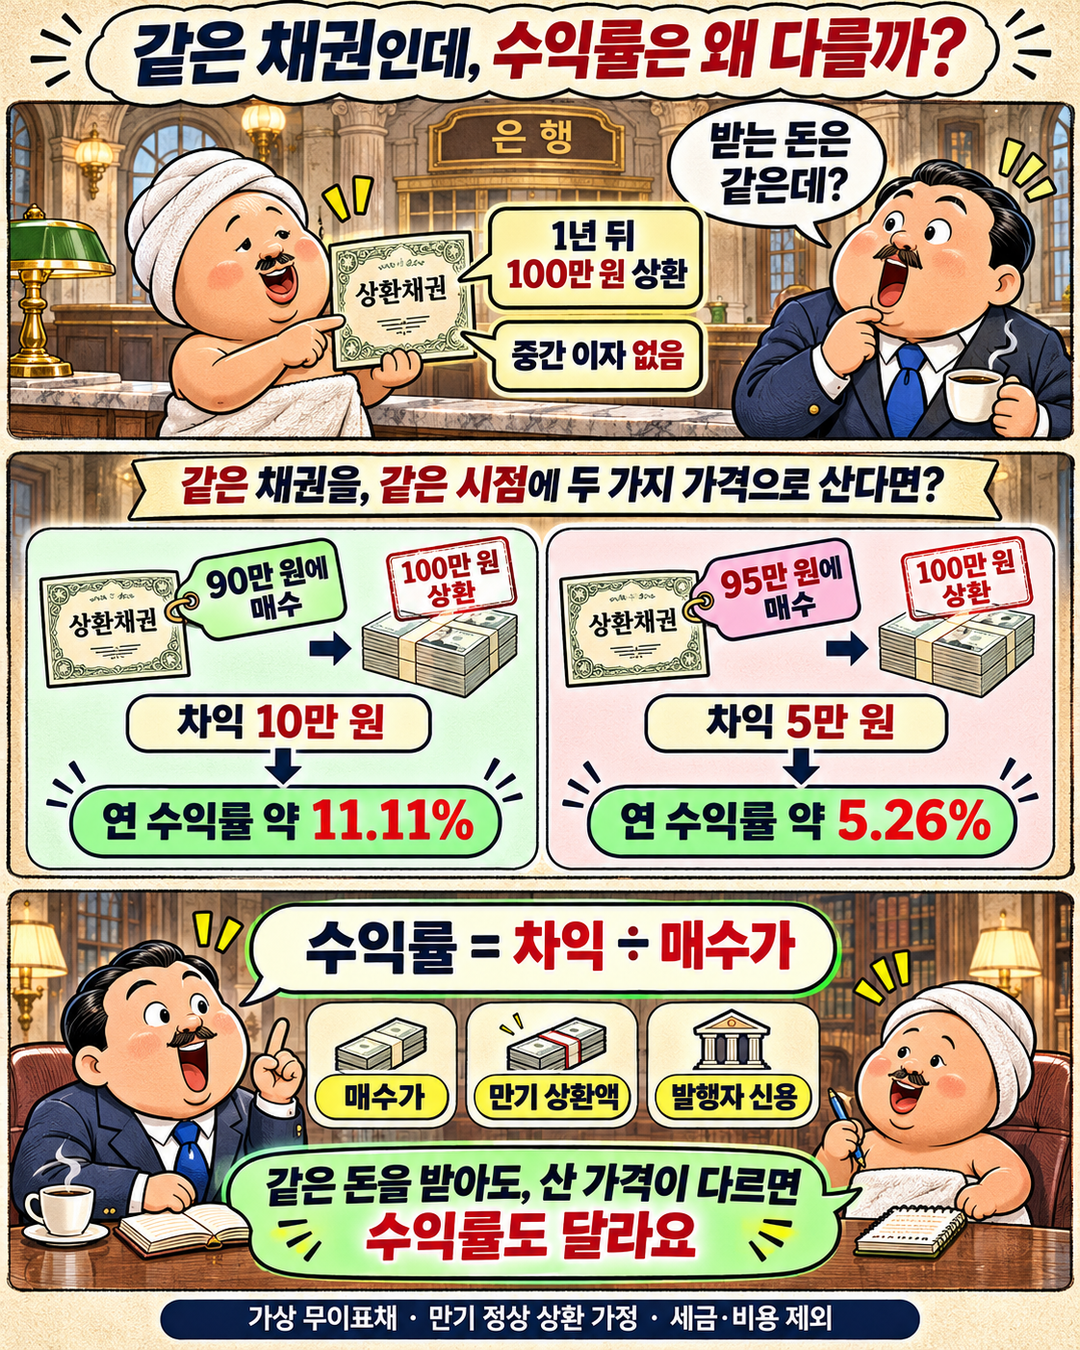 같은 채권인데, 수익률은 왜 다를까?
은행
받는 돈은
같은데?
상환채권
1년 뒤
100만 원 상환
중간 이자 없음
같은 채권을, 같은 시점에 두 가지 가격으로 산다면?
상환채권
90만 원에
매수
100만 원
상환
차익 10만 원
연 수익률 약 11.11%
상환채권
95만 원에
매수
100만 원
상환
차익 5만 원
연 수익률 약 5.26%
수익률 = 차익 ÷ 매수가
매수가
만기 상환액
발행자 신용
같은 돈을 받아도, 산 가격이 다르면
수익률도 달라요
가상 무이표채 · 만기 정상 상환 가정 · 세금·비용 제외